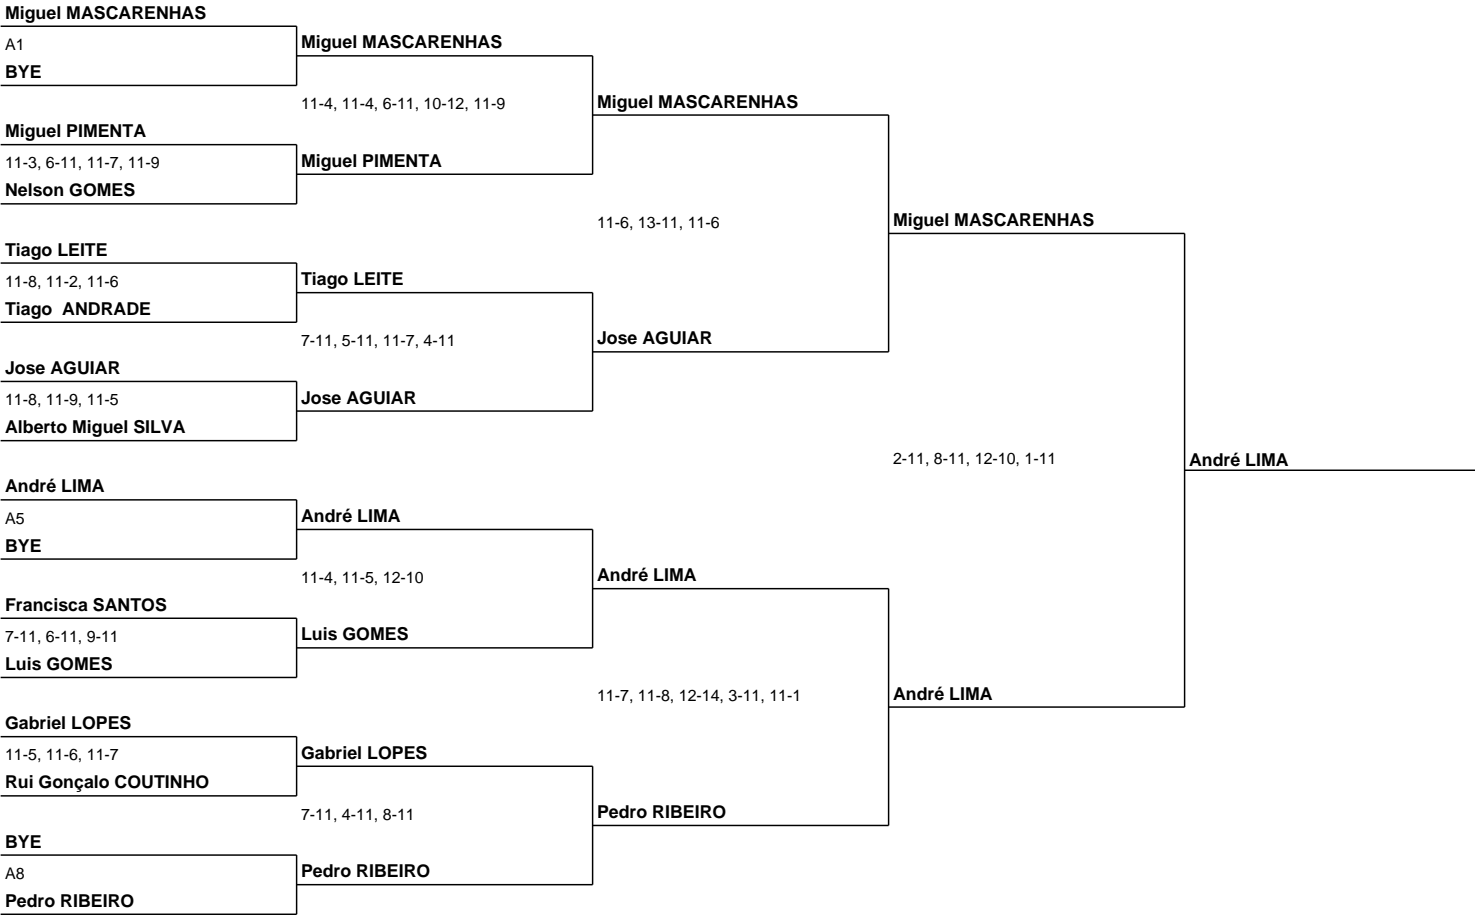 Miguel MASCARENHAS
A1
BYE
Miguel PIMENTA
11-3, 6-11, 11-7, 11-9
Nelson GOMES
Tiago LEITE
11-8, 11-2, 11-6
Tiago  ANDRADE
Jose AGUIAR
11-8, 11-9, 11-5
Alberto Miguel SILVA
André LIMA
A5
BYE
Francisca SANTOS
7-11, 6-11, 9-11
Luis GOMES
Gabriel LOPES
11-5, 11-6, 11-7
Rui Gonçalo COUTINHO
BYE
A8
Pedro RIBEIRO
Miguel MASCARENHAS
11-4, 11-4, 6-11, 10-12, 11-9
Miguel PIMENTA
Tiago LEITE
7-11, 5-11, 11-7, 4-11
Jose AGUIAR
André LIMA
11-4, 11-5, 12-10
Luis GOMES
Gabriel LOPES
7-11, 4-11, 8-11
Pedro RIBEIRO
Miguel MASCARENHAS
11-6, 13-11, 11-6
Jose AGUIAR
André LIMA
11-7, 11-8, 12-14, 3-11, 11-1
Pedro RIBEIRO
Miguel MASCARENHAS
2-11, 8-11, 12-10, 1-11
André LIMA
André LIMA